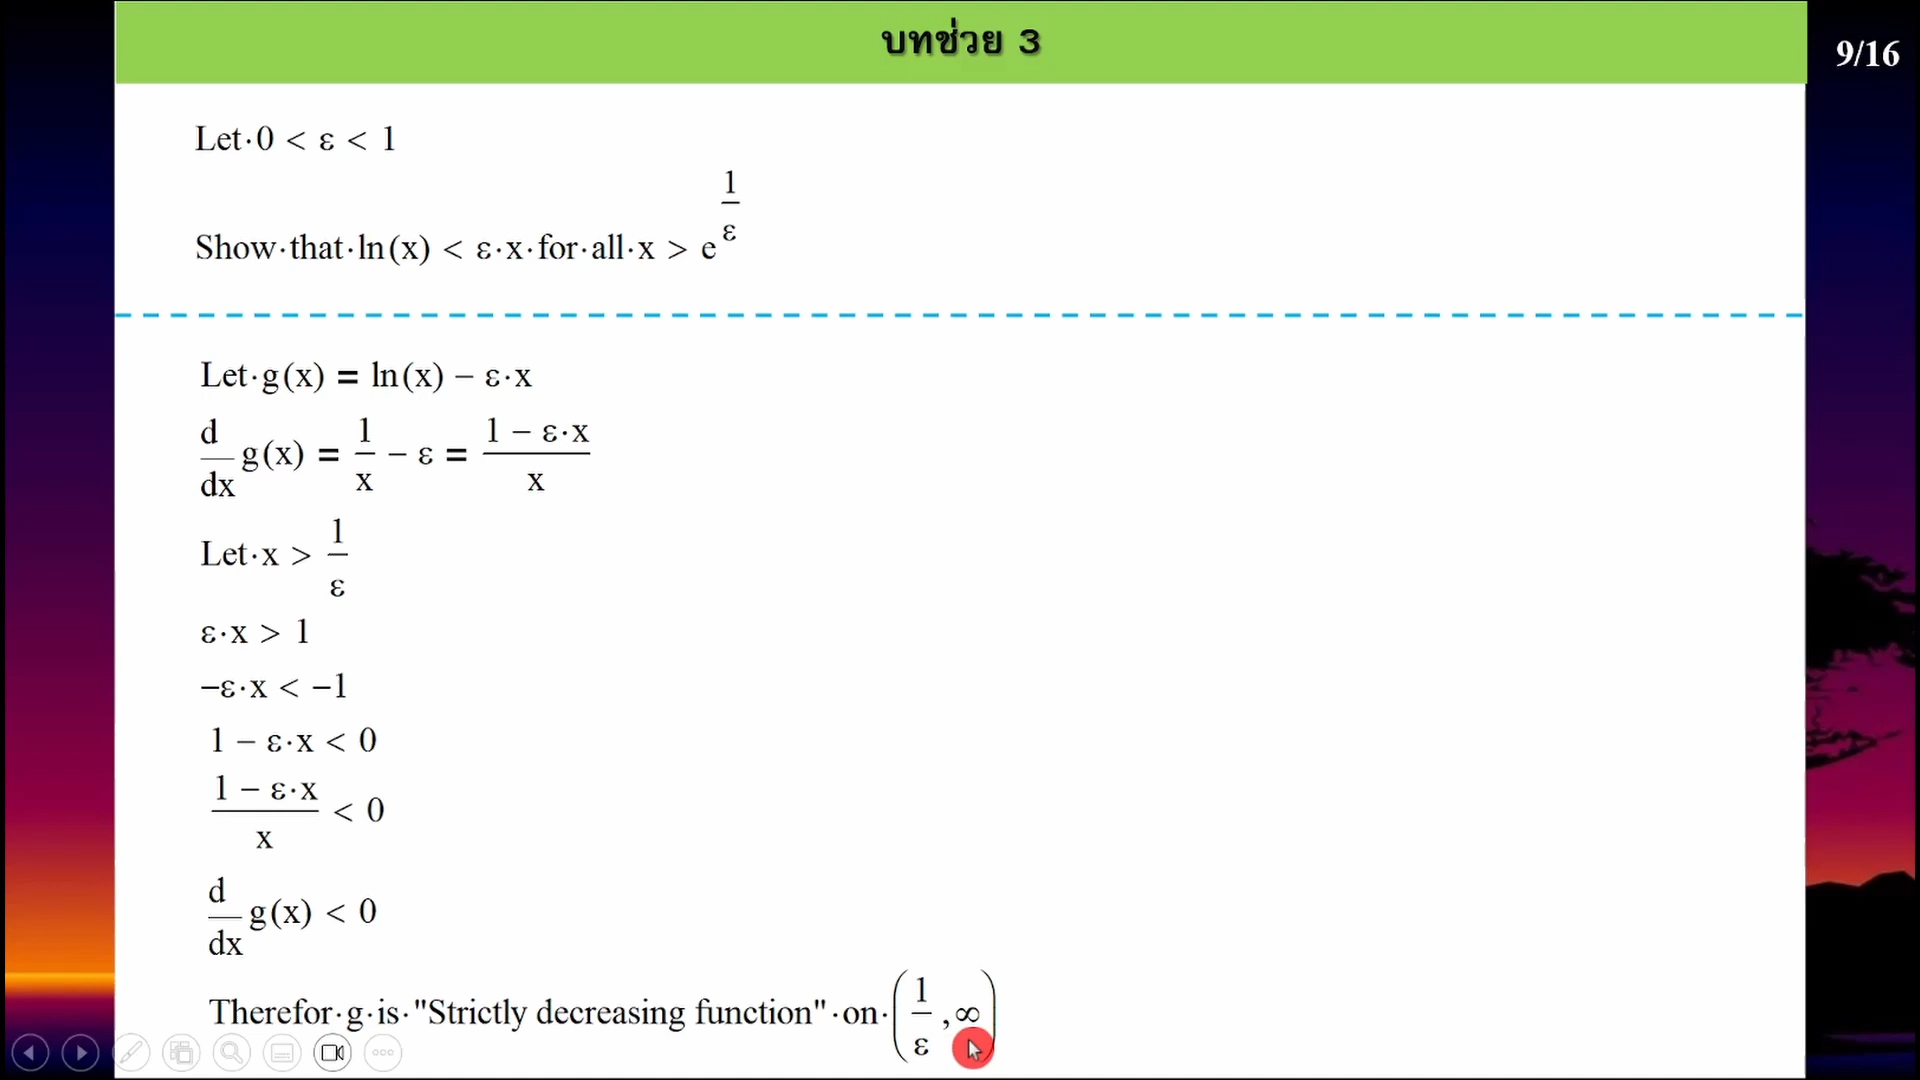 บทช่วย 3
9/16
Let·0 < ε < 1
Show·that·ln(x) < ε·x·for·all·x > e^(1/ε)
Let·g(x) = ln(x) − ε·x
d/dx g(x) = 1/x − ε = (1 − ε·x)/x
Let·x > 1/ε
ε·x > 1
−ε·x < −1
1 − ε·x < 0
(1 − ε·x)/x < 0
d/dx g(x) < 0
Therefor·g·is·"Strictly decreasing function"·on·(1/ε ,∞)